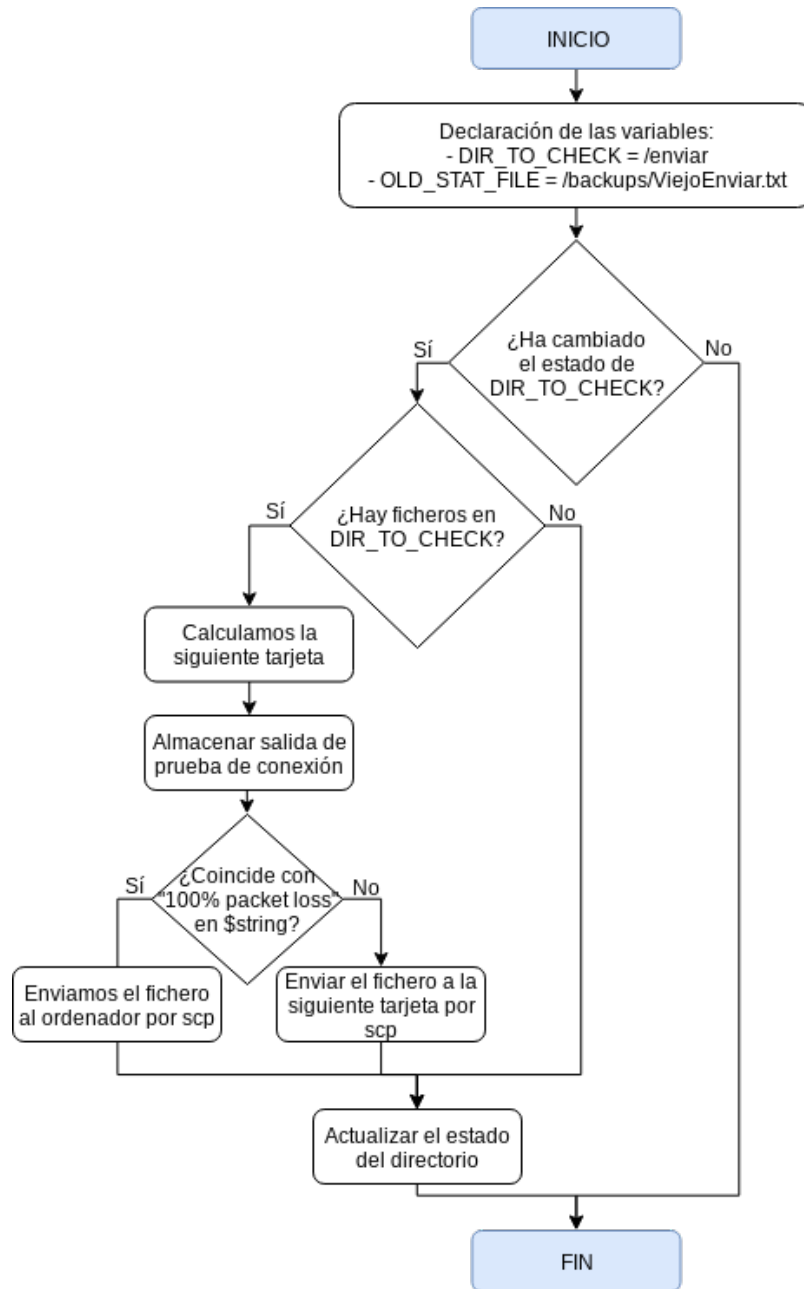 INICIO
Declaración de las variables:
- DIR_TO_CHECK = /enviar
- OLD_STAT_FILE = /backups/ViejoEnviar.txt
¿Ha cambiado
el estado de
DIR_TO_CHECK?
Sí
No
¿Hay ficheros en
DIR_TO_CHECK?
Sí
No
Calculamos la
siguiente tarjeta
Almacenar salida de
prueba de conexión
¿Coincide con
"100% packet loss"
en $string?
Sí
No
Enviamos el fichero
al ordenador por scp
Enviar el fichero a la
siguiente tarjeta por
scp
Actualizar el estado
del directorio
FIN